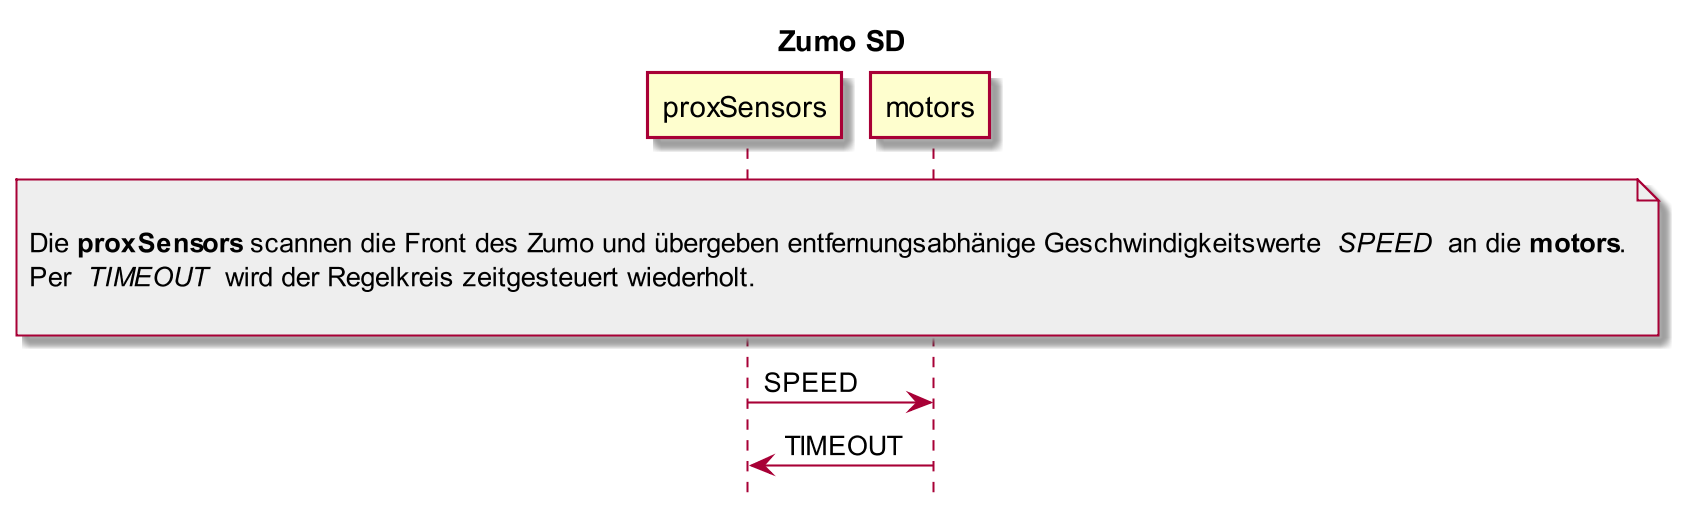 Zumo SD
proxSensors
motors
Die proxSensors scannen die Front des Zumo und übergeben entfernungsabhänige Geschwindigkeitswerte SPEED an die motors.
Per TIMEOUT wird der Regelkreis zeitgesteuert wiederholt.
SPEED
TIMEOUT